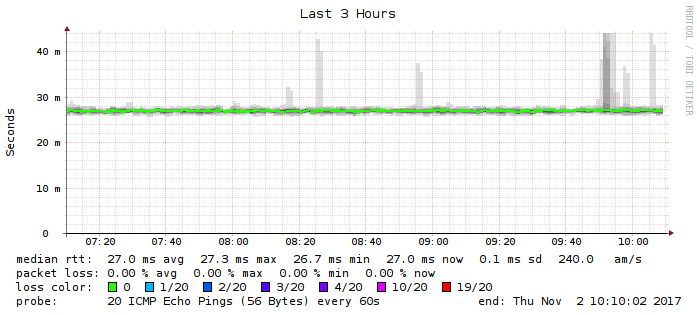 Last 3 Hours
RRDTOOL / TOBI OETIKER
Seconds
40 m
30 m
20 m
10 m
0
07:20 07:40 08:00 08:20 08:40 09:00 09:20 09:40 10:00
median rtt: 27.0 ms avg 27.3 ms max 26.7 ms min 27.0 ms now 0.1 ms sd 240.0 am/s
packet loss: 0.00 % avg 0.00 % max 0.00 % min 0.00 % now
loss color: 0 1/20 2/20 3/20 4/20 10/20 19/20
probe: 20 ICMP Echo Pings (56 Bytes) every 60s end: Thu Nov 2 10:10:02 2017